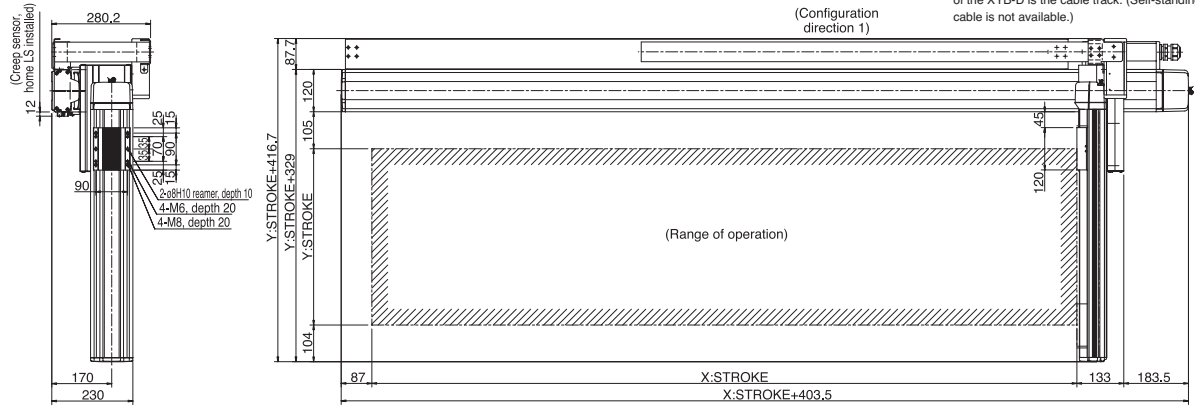 of the XYB-D is the cable track. (Self-standing
cable is not available.)
(Configuration
direction 1)
280.2
(Creep sensor,
home LS installed)
12
25
15
35
35
70
90
25
15
90
2-ø8H10 reamer, depth 10
4-M6, depth 20
4-M8, depth 20
170
230
87.7
120
105
Y:STROKE+416.7
Y:STROKE+329
Y:STROKE
104
45
120
(Range of operation)
87
X:STROKE
133
183.5
X:STROKE+403.5